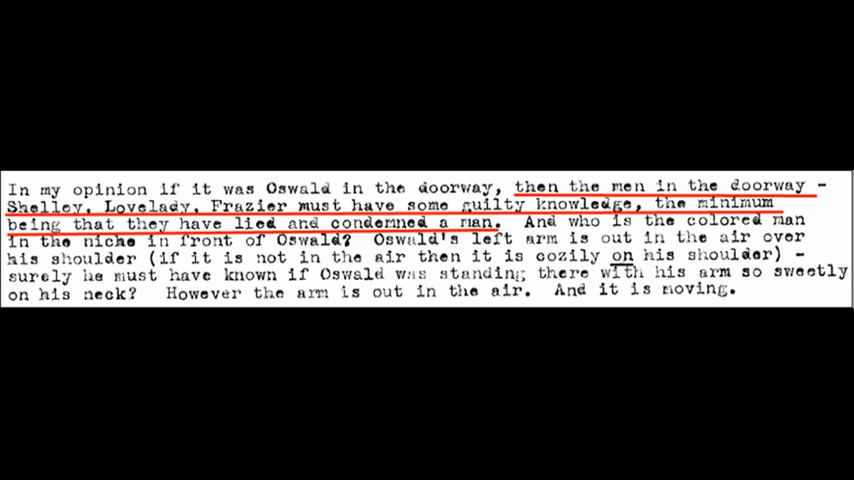 In my opinion if it was Oswald in the doorway, then the men in the doorway -
Shelley, Lovelady, Frazier must have some guilty knowledge, the minimum
being that they have lied and condemned a man. And who is the colored man
in the niche in front of Oswald? Oswald's left arm is out in the air over
his shoulder (if it is not in the air then it is cozily on his shoulder) -
surely he must have known if Oswald was standing there with his arm so sweetly
on his neck? However the arm is out in the air. And it is moving.